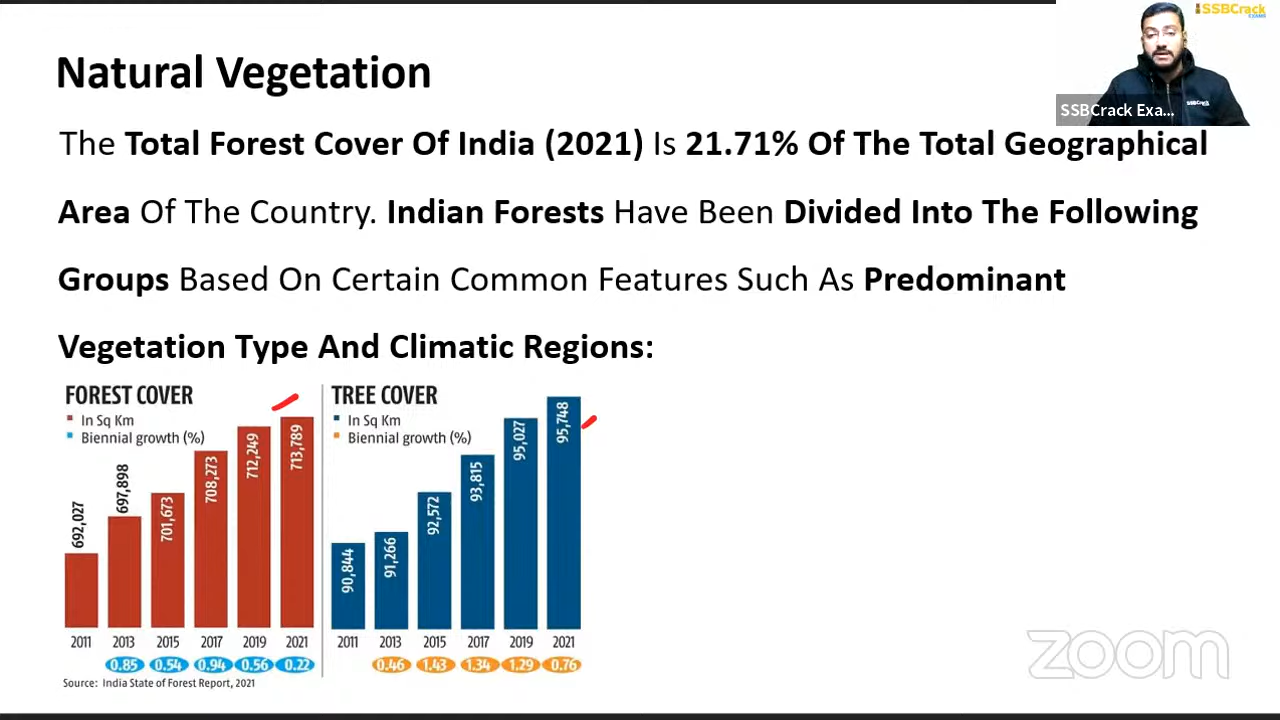 SSBCrack
EXAMS
SSBCrack
SSBCrack Exa...
Natural Vegetation
The Total Forest Cover Of India (2021) Is 21.71% Of The Total Geographical
Area Of The Country. Indian Forests Have Been Divided Into The Following
Groups Based On Certain Common Features Such As Predominant
Vegetation Type And Climatic Regions:
FOREST COVER
In Sq Km
Biennial growth (%)
692,027
697,898
701,673
708,273
712,249
713,789
2011 2013 2015 2017 2019 2021
0.85 0.54 0.94 0.56 0.22
TREE COVER
In Sq Km
Biennial growth (%)
90,844
91,266
92,572
93,815
95,027
95,748
2011 2013 2015 2017 2019 2021
0.46 1.43 1.34 1.29 0.76
Source: India State of Forest Report, 2021
zoom